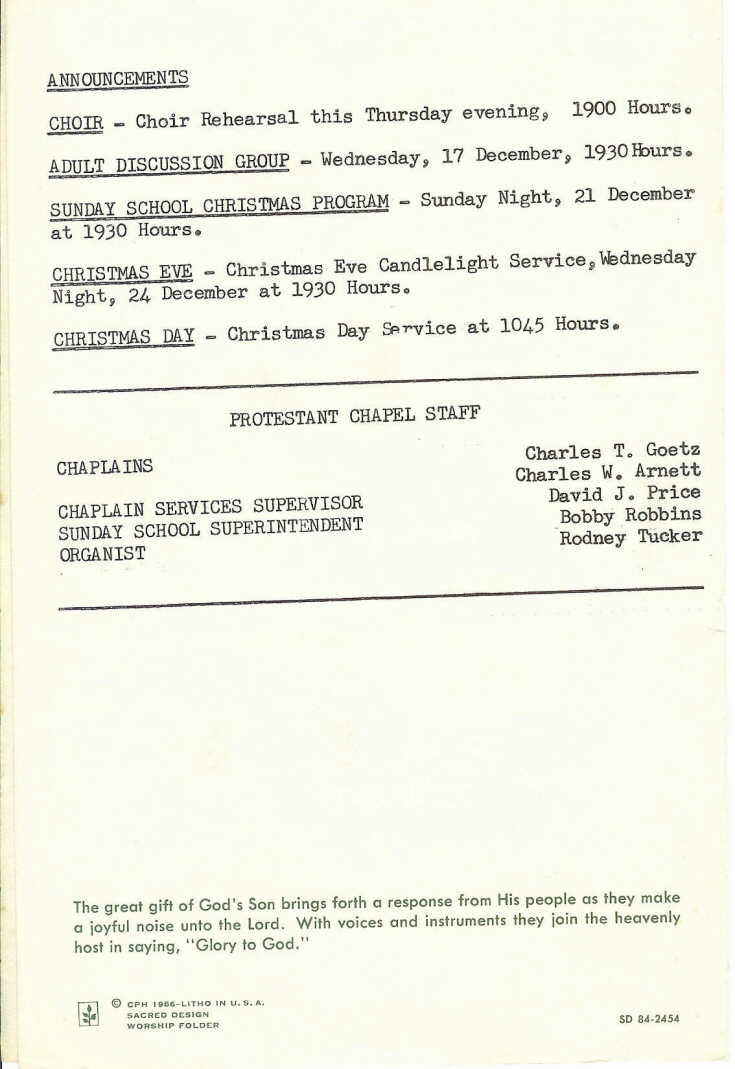 ANNOUNCEMENTS
CHOIR - Choir Rehearsal this Thursday evening, 1900 Hours.
ADULT DISCUSSION GROUP - Wednesday, 17 December, 1930 Hours.
SUNDAY SCHOOL CHRISTMAS PROGRAM - Sunday Night, 21 December
at 1930 Hours.
CHRISTMAS EVE - Christmas Eve Candlelight Service, Wednesday
Night, 24 December at 1930 Hours.
CHRISTMAS DAY - Christmas Day Service at 1045 Hours.
PROTESTANT CHAPEL STAFF
CHAPLAINS Charles T. Goetz
Charles W. Arnett
CHAPLAIN SERVICES SUPERVISOR David J. Price
SUNDAY SCHOOL SUPERINTENDENT Bobby Robbins
ORGANIST Rodney Tucker
The great gift of God's Son brings forth a response from His people as they make
a joyful noise unto the Lord. With voices and instruments they join the heavenly
host in saying, "Glory to God."
© CPH 1966-LITHO IN U.S.A.
SACRED DESIGN
WORSHIP FOLDER
SD 84-2454